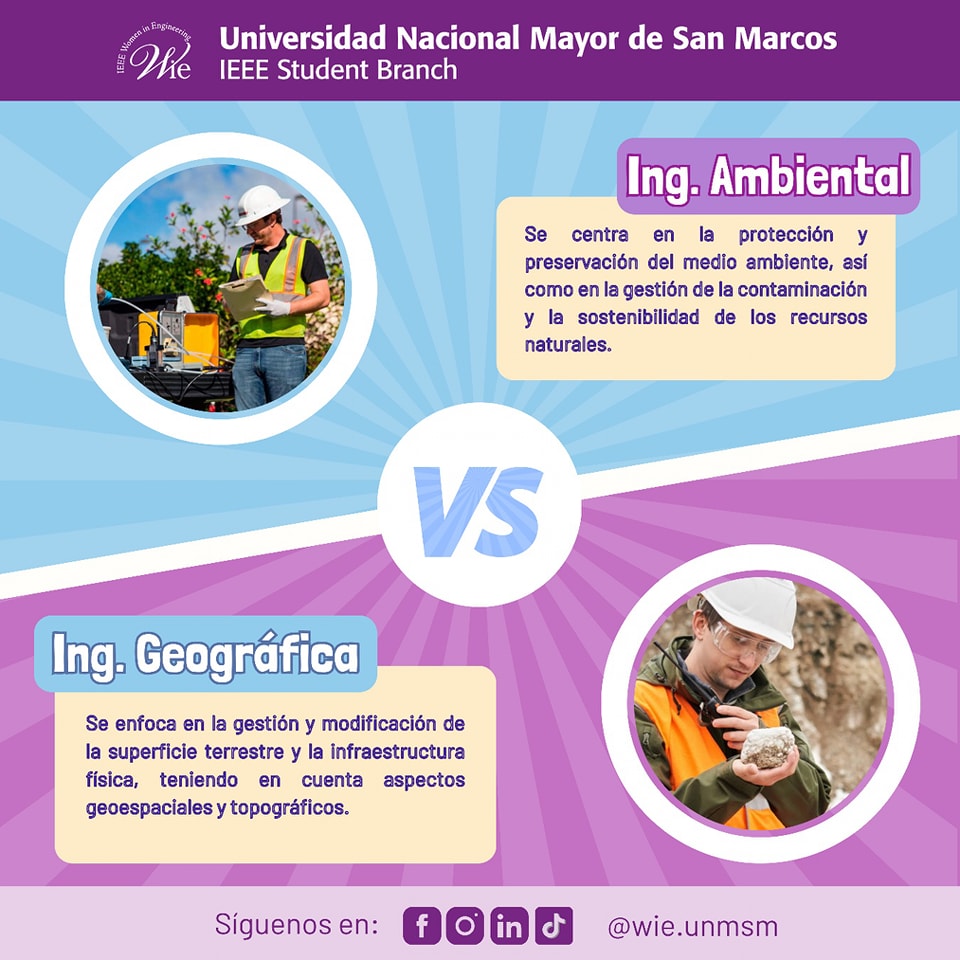 IEEE Women in Engineering
Wie
Universidad Nacional Mayor de San Marcos
IEEE Student Branch
Ing. Ambiental
Se centra en la protección y
preservación del medio ambiente, así
como en la gestión de la contaminación
y la sostenibilidad de los recursos
naturales.
VS
Ing. Geográfica
Se enfoca en la gestión y modificación de
la superficie terrestre y la infraestructura
física, teniendo en cuenta aspectos
geoespaciales y topográficos.
Síguenos en:
@wie.unmsm